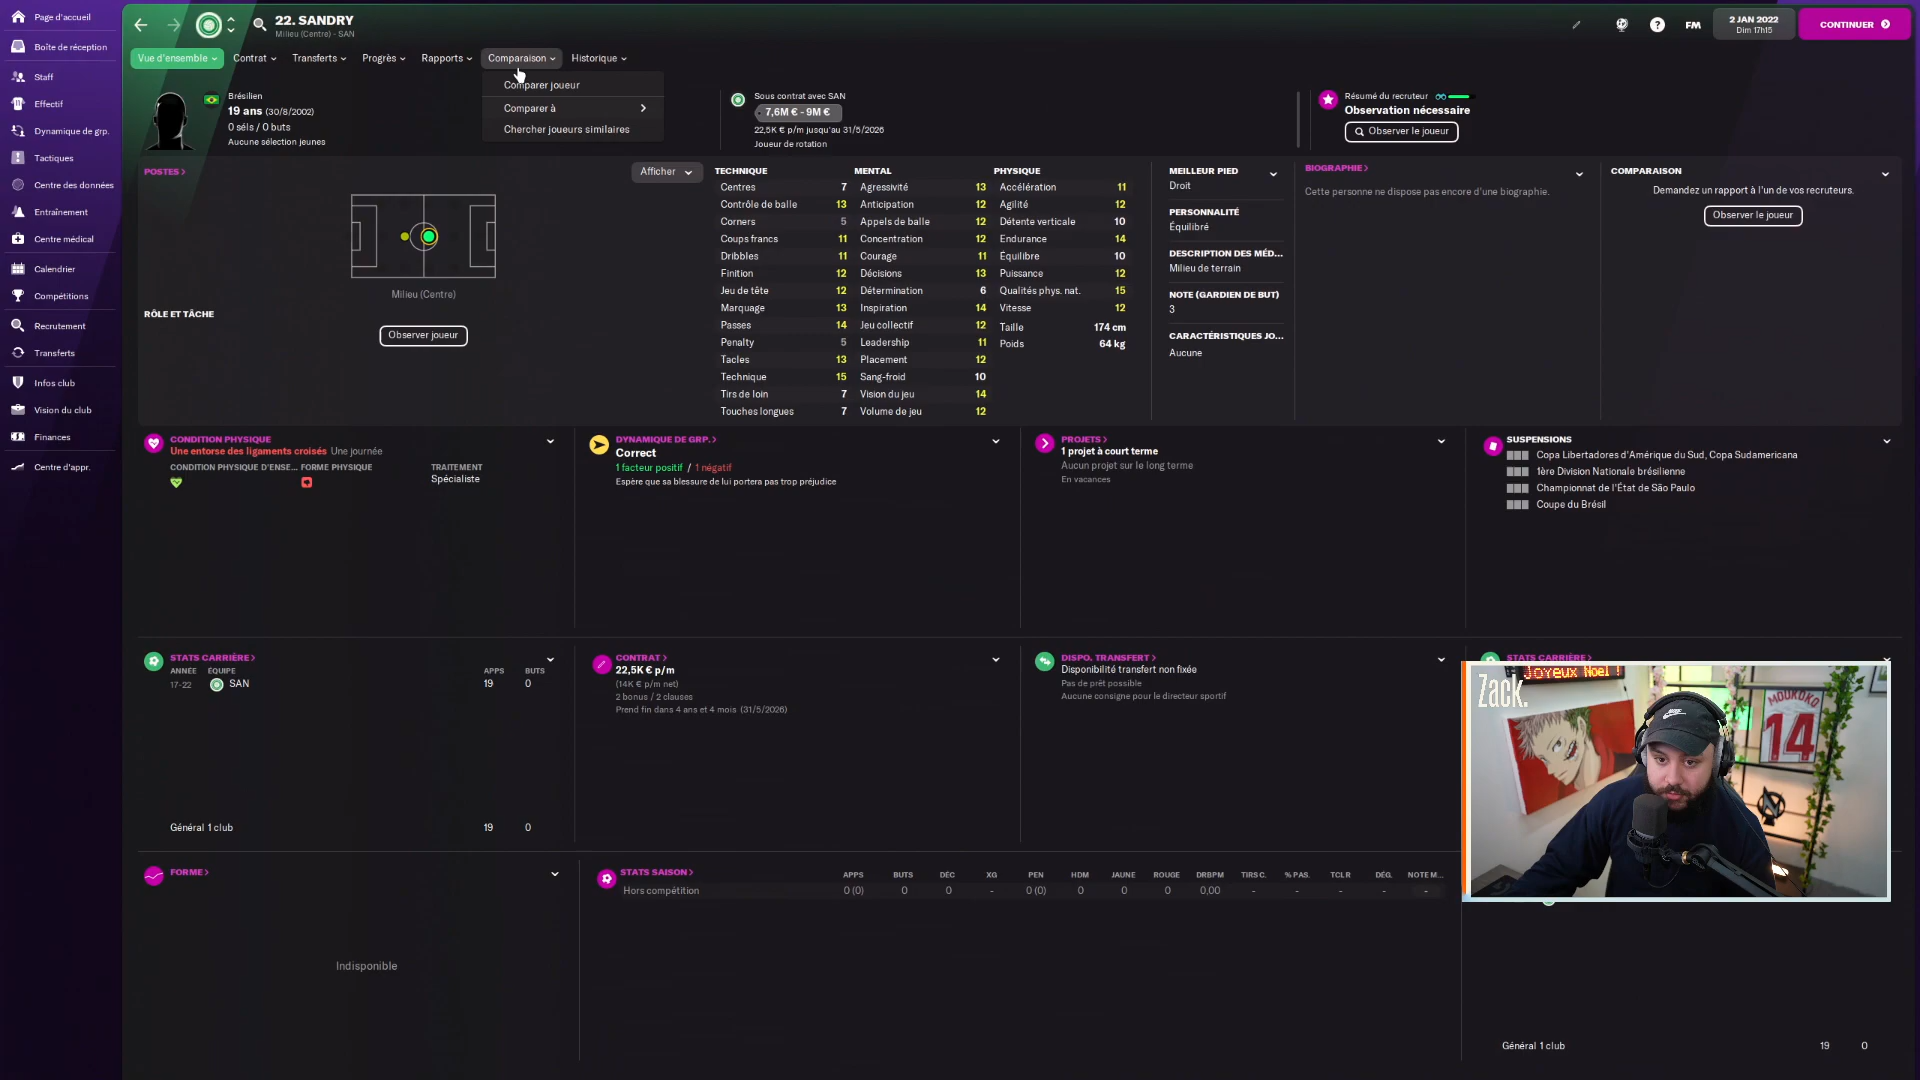 Page d'accueil
Boîte de réception
Staff
Effectif
Dynamique de grp.
Tactiques
Centre des données
Entraînement
Centre médical
Calendrier
Compétitions
Recrutement
Transferts
Infos club
Vision du club
Finances
Centre d'appr.
22. SANDRY
Milieu (Centre) - SAN
FM
2 JAN 2022
Dim 17h15
CONTINUER
Vue d'ensemble
Contrat
Transferts
Progrès
Rapports
Comparaison
Historique
Comparer joueur
Comparer à
Chercher joueurs similaires
Brésilien
19 ans (30/8/2002)
0 séls / 0 buts
Aucune sélection jeunes
Sous contrat avec SAN
7,6M € - 9M €
22,5K € p/m jusqu'au 31/5/2026
Joueur de rotation
Résumé du recruteur
Observation nécessaire
Observer le joueur
POSTES >
Afficher
Milieu (Centre)
RÔLE ET TÂCHE
Observer joueur
TECHNIQUE
Centres 7
Contrôle de balle 13
Corners 5
Coups francs 11
Dribbles 11
Finition 12
Jeu de tête 12
Marquage 13
Passes 14
Penalty 5
Tacles 13
Technique 15
Tirs de loin 7
Touches longues 7
MENTAL
Agressivité 13
Anticipation 12
Appels de balle 12
Concentration 12
Courage 11
Décisions 13
Détermination 6
Inspiration 14
Jeu collectif 12
Leadership 11
Placement 12
Sang-froid 10
Vision du jeu 14
Volume de jeu 12
PHYSIQUE
Accélération 11
Agilité 12
Détente verticale 10
Endurance 14
Équilibre 10
Puissance 12
Qualités phys. nat. 15
Vitesse 12
Taille 174 cm
Poids 64 kg
MEILLEUR PIED
Droit
PERSONNALITÉ
Équilibré
DESCRIPTION DES MÉD...
Milieu de terrain
NOTE (GARDIEN DE BUT)
3
CARACTÉRISTIQUES JO...
Aucune
BIOGRAPHIE >
Cette personne ne dispose pas encore d'une biographie.
COMPARAISON
Demandez un rapport à l'un de vos recruteurs.
Observer le joueur
CONDITION PHYSIQUE
Une entorse des ligaments croisés Une journée
CONDITION PHYSIQUE D'ENSE... FORME PHYSIQUE TRAITEMENT
Spécialiste
DYNAMIQUE DE GRP. >
Correct
1 facteur positif / 1 négatif
Espère que sa blessure de lui portera pas trop préjudice
PROJETS >
1 projet à court terme
Aucun projet sur le long terme
En vacances
SUSPENSIONS
Copa Libertadores d'Amérique du Sud, Copa Sudamericana
1ère Division Nationale brésilienne
Championnat de l'État de São Paulo
Coupe du Brésil
STATS CARRIÈRE >
ANNÉE ÉQUIPE APPS BUTS
17-22 SAN 19 0
Général 1 club 19 0
CONTRAT >
22,5K € p/m
(14K € p/m net)
2 bonus / 2 clauses
Prend fin dans 4 ans et 4 mois (31/5/2026)
DISPO. TRANSFERT >
Disponibilité transfert non fixée
Pas de prêt possible
Aucune consigne pour le directeur sportif
STATS CARRIÈRE >
Zack.
Joyeux Noel !
MOUKOKO
14
FORME >
Indisponible
STATS SAISON >
APPS BUTS DÉC XG PEN HDM JAUNE ROUGE DRBPM TIRS C. % PAS. TCLR DÉG. NOTE M...
Hors compétition 0 (0) 0 0 - 0 (0) 0 0 0 0,00 - - - - -
Général 1 club 19 0